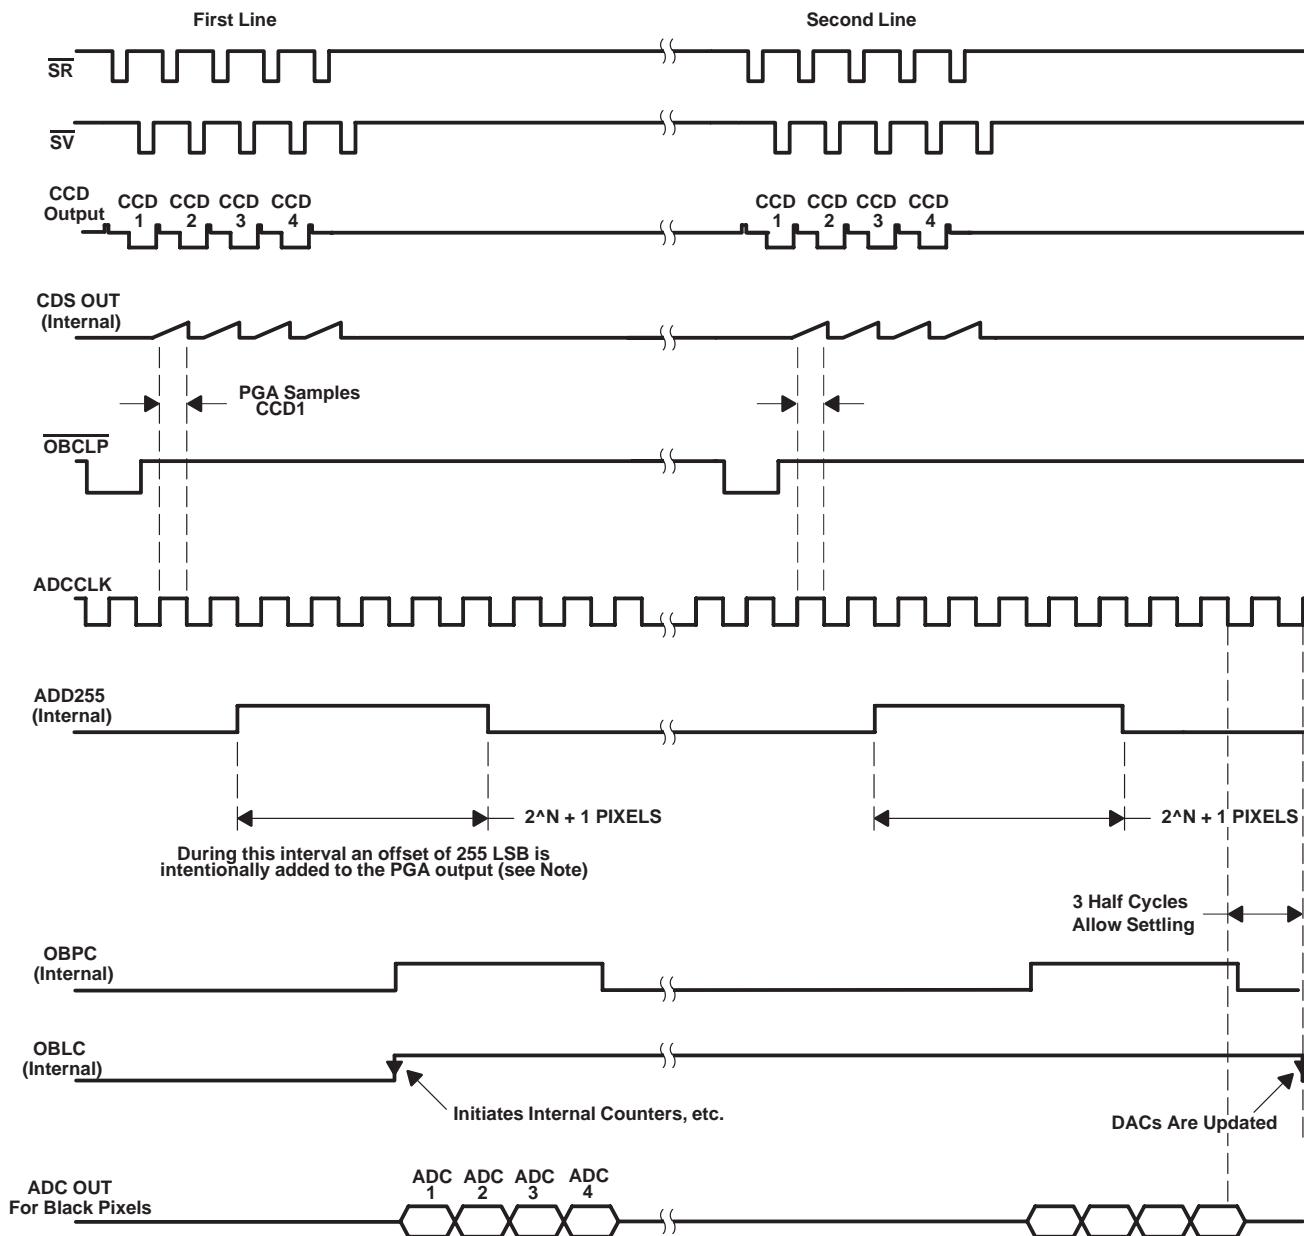 First Line
Second Line
SR
SV
CCD
Output
CCD
1
CCD
2
CCD
3
CCD
4
CCD
1
CCD
2
CCD
3
CCD
4
CDS OUT
(Internal)
PGA Samples
CCD1
OBCLP
ADCCLK
ADD255
(Internal)
2^N + 1 PIXELS
2^N + 1 PIXELS
During this interval an offset of 255 LSB is
intentionally added to the PGA output (see Note)
3 Half Cycles
Allow Settling
OBPC
(Internal)
OBLC
(Internal)
Initiates Internal Counters, etc.
DACs Are Updated
ADC OUT
For Black Pixels
ADC
1
ADC
2
ADC
3
ADC
4